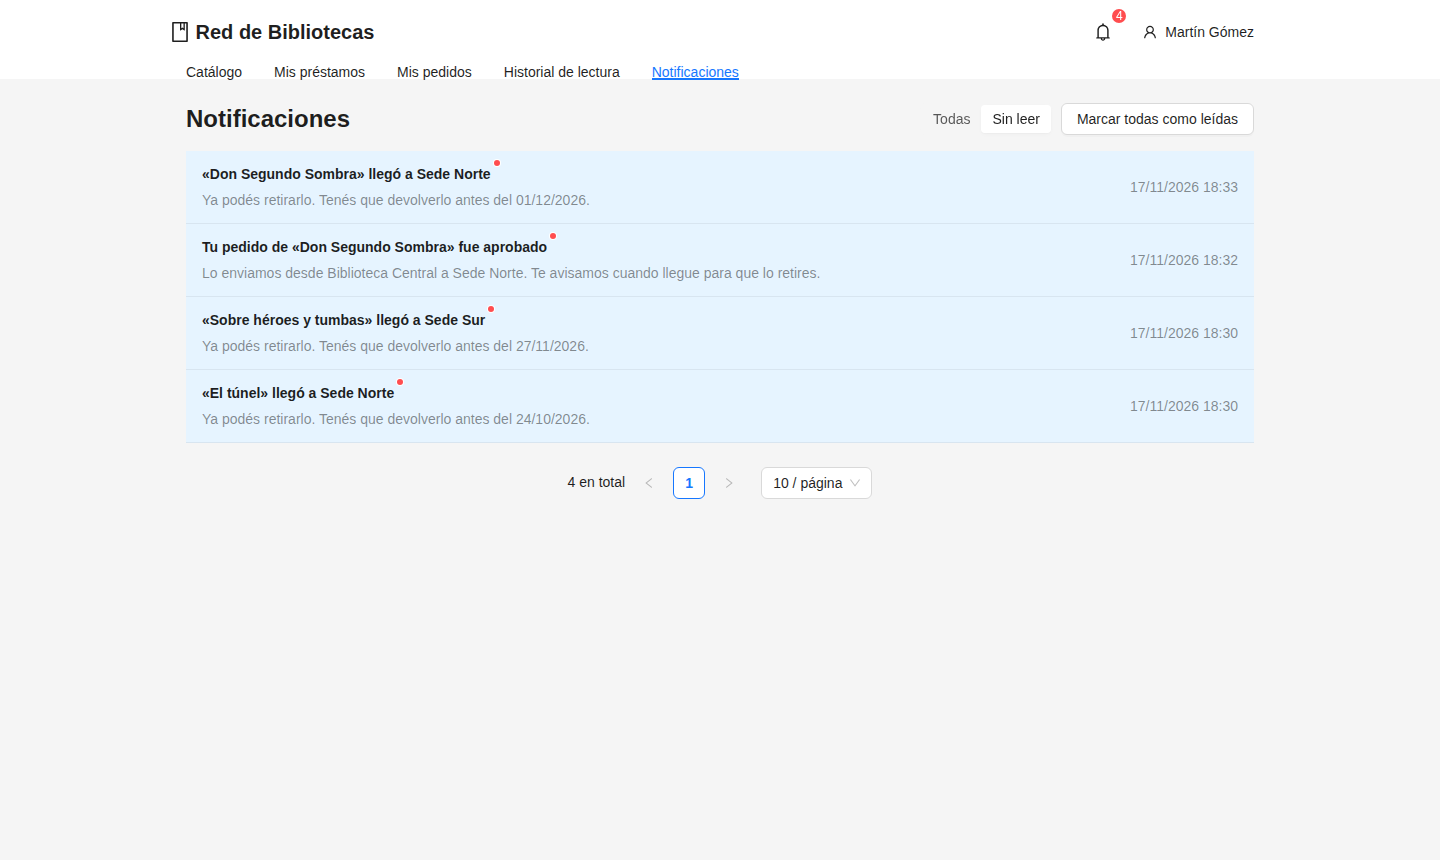 Red de Bibliotecas
4
Martín Gómez
Catálogo Mis préstamos Mis pedidos Historial de lectura Notificaciones
Notificaciones
Todas Sin leer Marcar todas como leídas
«Don Segundo Sombra» llegó a Sede Norte
Ya podés retirarlo. Tenés que devolverlo antes del 01/12/2026.
17/11/2026 18:33
Tu pedido de «Don Segundo Sombra» fue aprobado
Lo enviamos desde Biblioteca Central a Sede Norte. Te avisamos cuando llegue para que lo retires.
17/11/2026 18:32
«Sobre héroes y tumbas» llegó a Sede Sur
Ya podés retirarlo. Tenés que devolverlo antes del 27/11/2026.
17/11/2026 18:30
«El túnel» llegó a Sede Norte
Ya podés retirarlo. Tenés que devolverlo antes del 24/10/2026.
17/11/2026 18:30
4 en total 1 10 / página